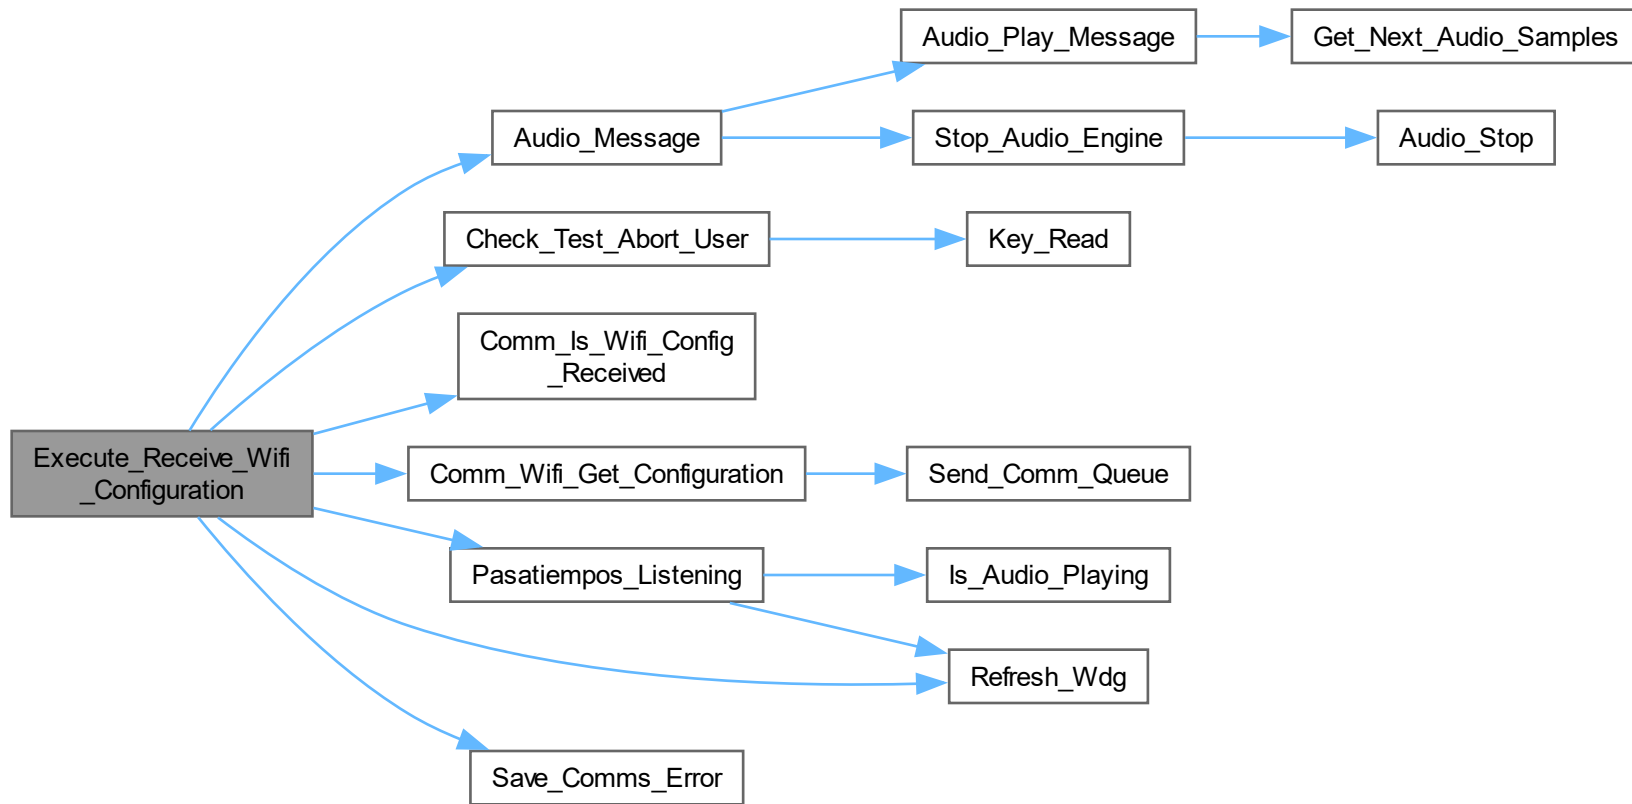 Audio_Play_Message
Get_Next_Audio_Samples
Audio_Message
Stop_Audio_Engine
Audio_Stop
Check_Test_Abort_User
Key_Read
Comm_Is_Wifi_Config
_Received
Execute_Receive_Wifi
_Configuration
Comm_Wifi_Get_Configuration
Send_Comm_Queue
Pasatiempos_Listening
Is_Audio_Playing
Refresh_Wdg
Save_Comms_Error